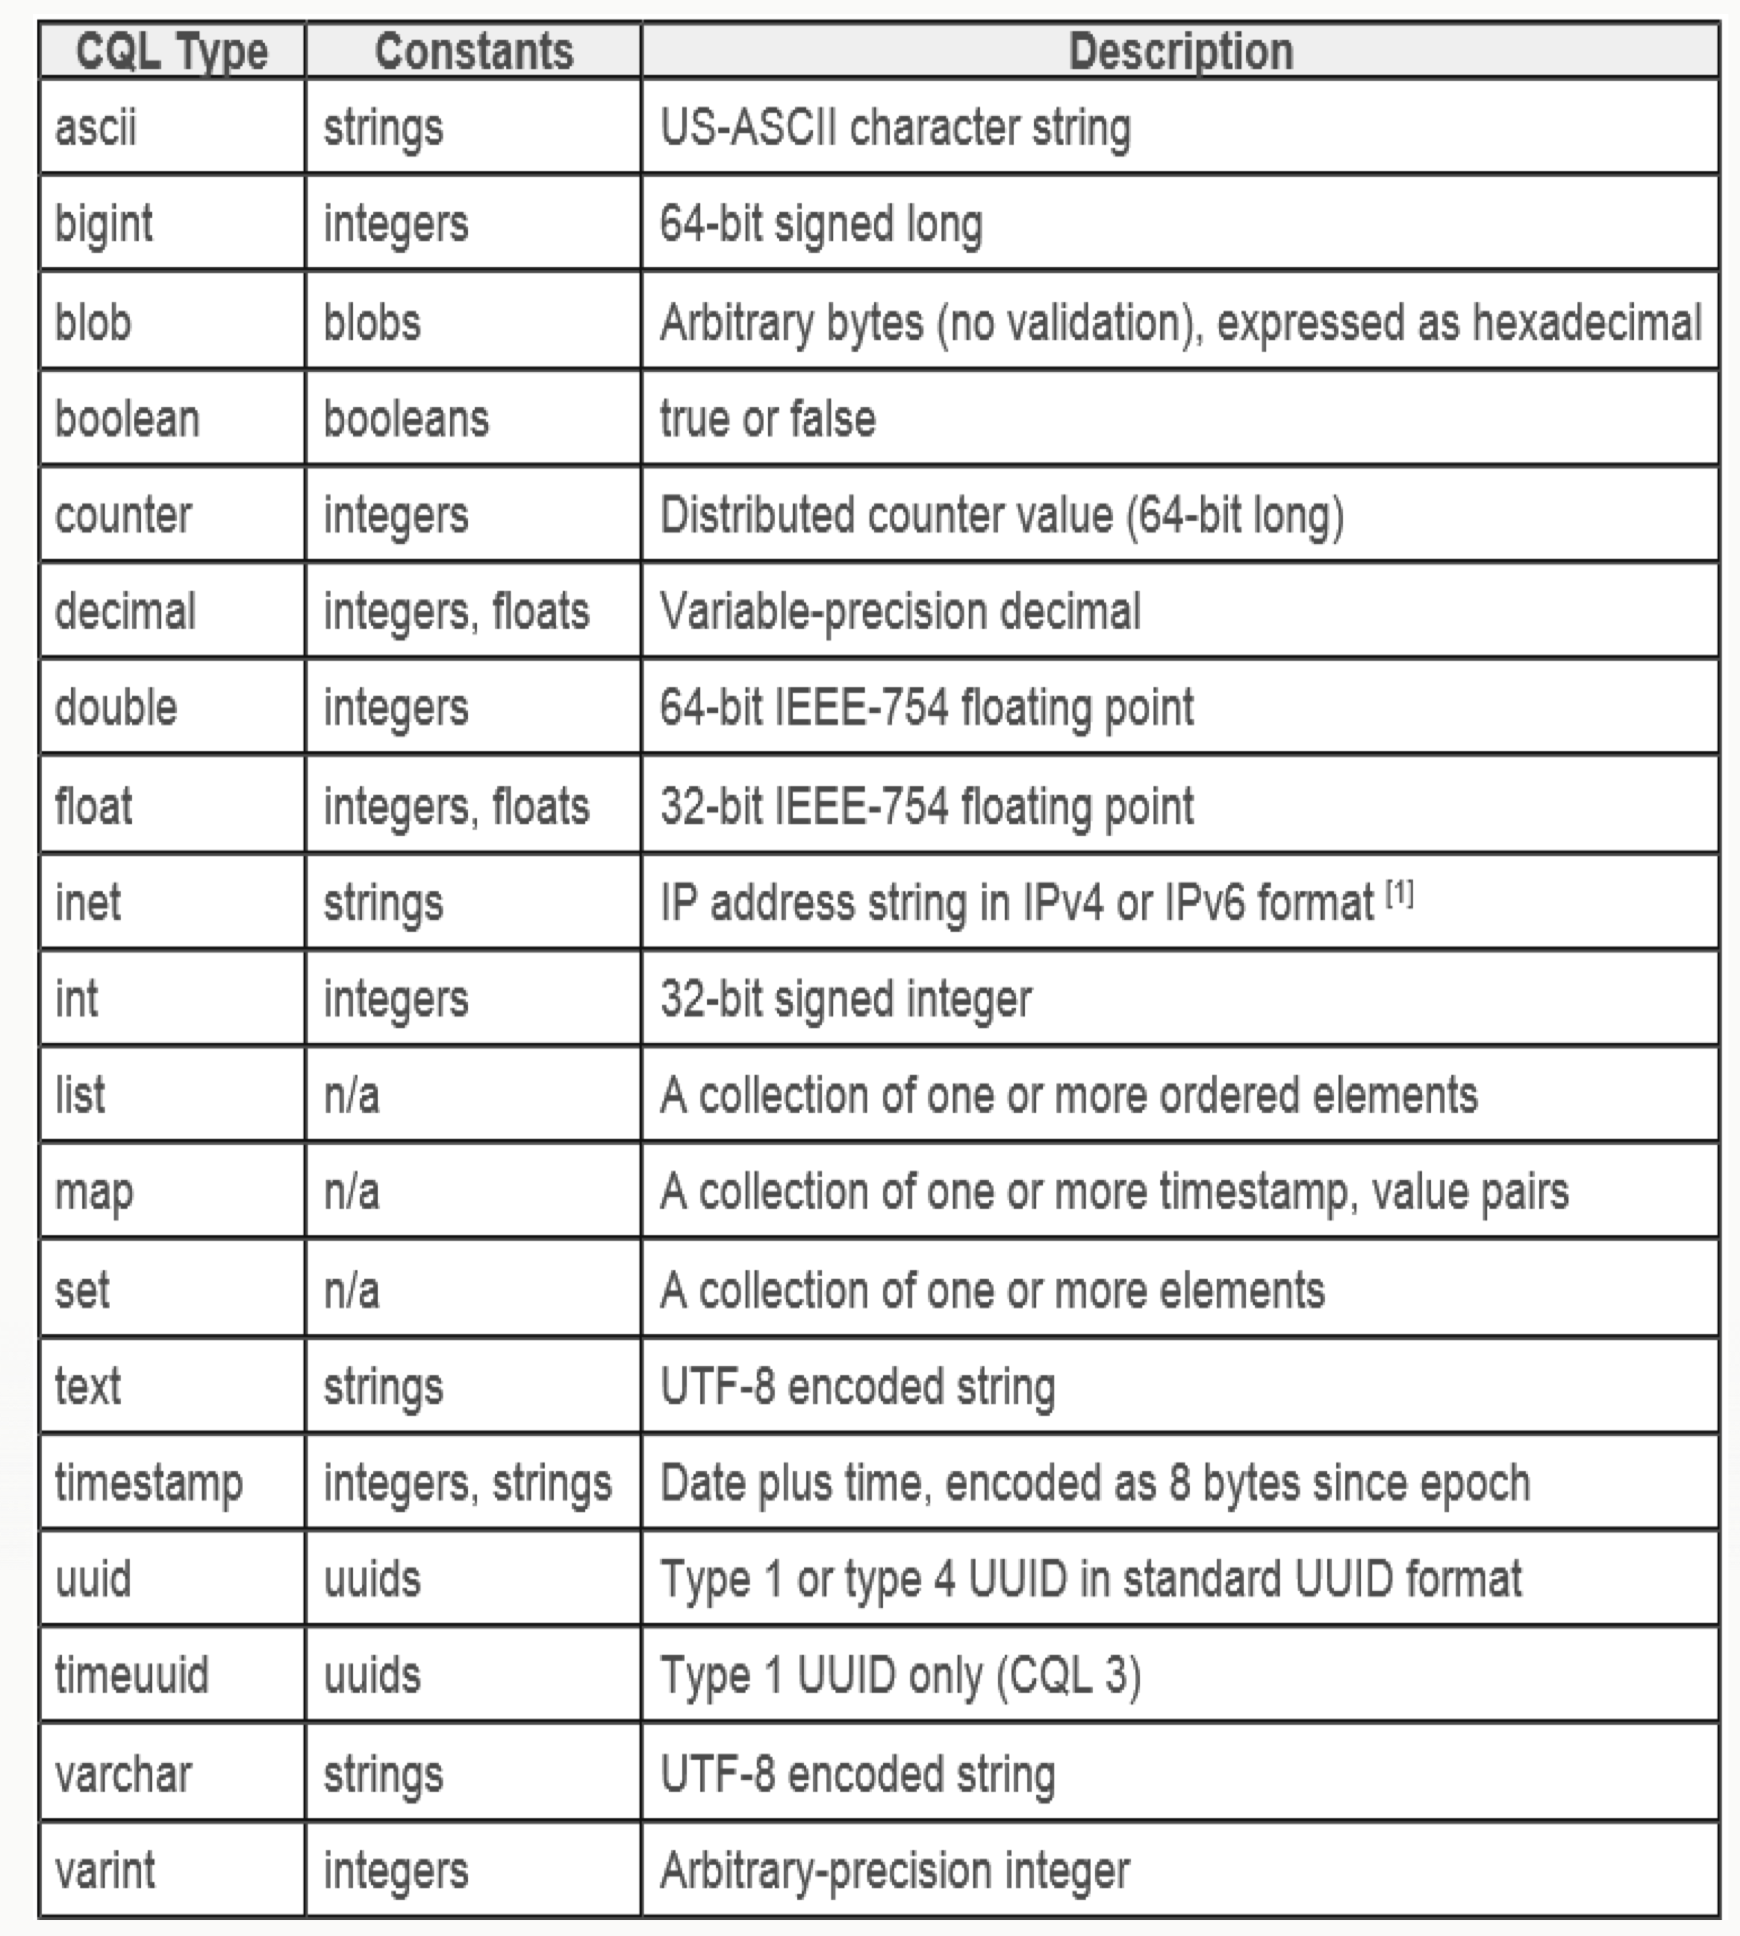 CQL Type Constants Description
ascii strings US-ASCII character string
bigint integers 64-bit signed long
blob blobs Arbitrary bytes (no validation), expressed as hexadecimal
boolean booleans true or false
counter integers Distributed counter value (64-bit long)
decimal integers, floats Variable-precision decimal
double integers 64-bit IEEE-754 floating point
float integers, floats 32-bit IEEE-754 floating point
inet strings IP address string in IPv4 or IPv6 format [1]
int integers 32-bit signed integer
list n/a A collection of one or more ordered elements
map n/a A collection of one or more timestamp, value pairs
set n/a A collection of one or more elements
text strings UTF-8 encoded string
timestamp integers, strings Date plus time, encoded as 8 bytes since epoch
uuid uuids Type 1 or type 4 UUID in standard UUID format
timeuuid uuids Type 1 UUID only (CQL 3)
varchar strings UTF-8 encoded string
varint integers Arbitrary-precision integer